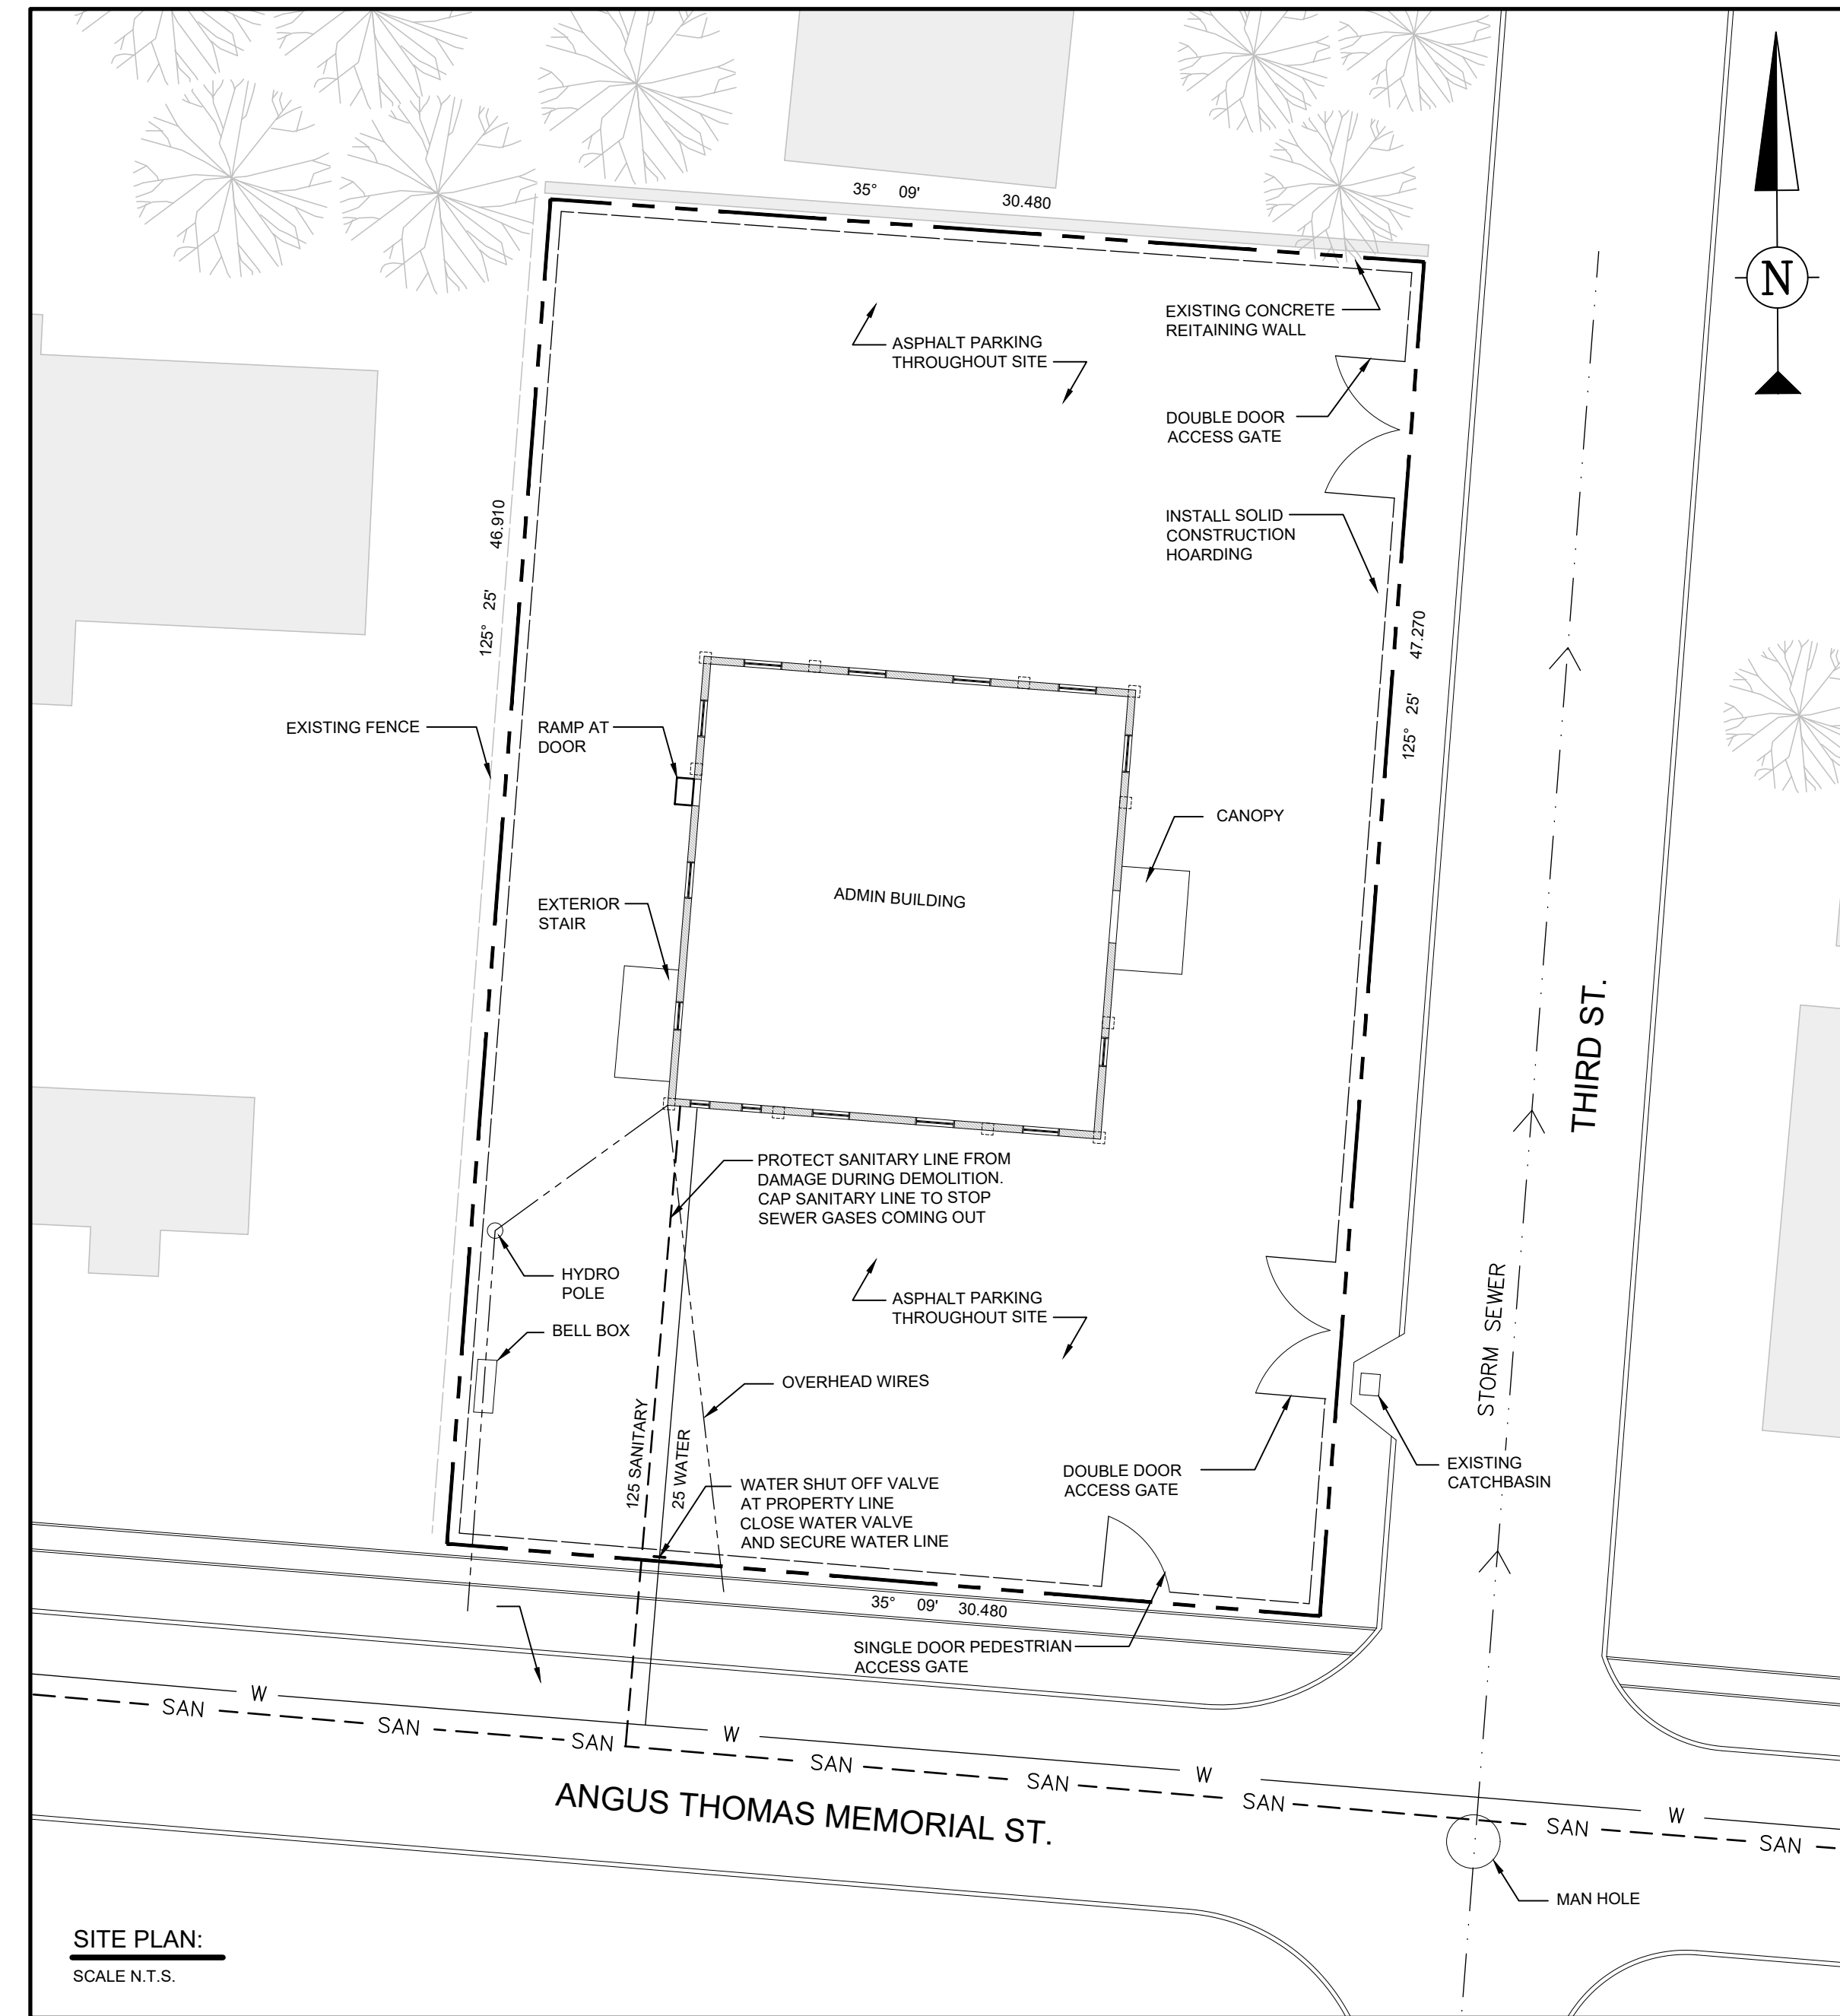 35° 09' 30.480
N
EXISTING CONCRETE
REITAINING WALL
ASPHALT PARKING
THROUGHOUT SITE
DOUBLE DOOR
ACCESS GATE
INSTALL SOLID
CONSTRUCTION
HOARDING
125° 25' 46.910
125° 25' 47.270
EXISTING FENCE
RAMP AT
DOOR
CANOPY
ADMIN BUILDING
EXTERIOR
STAIR
THIRD ST.
PROTECT SANITARY LINE FROM
DAMAGE DURING DEMOLITION.
CAP SANITARY LINE TO STOP
SEWER GASES COMING OUT
HYDRO
POLE
BELL BOX
ASPHALT PARKING
THROUGHOUT SITE
STORM SEWER
OVERHEAD WIRES
125 SANITARY
25 WATER
WATER SHUT OFF VALVE
AT PROPERTY LINE
CLOSE WATER VALVE
AND SECURE WATER LINE
DOUBLE DOOR
ACCESS GATE
EXISTING
CATCHBASIN
35° 09' 30.480
SINGLE DOOR PEDESTRIAN
ACCESS GATE
W W W W
SAN SAN SAN SAN SAN SAN SAN SAN
ANGUS THOMAS MEMORIAL ST.
MAN HOLE
SITE PLAN:
SCALE N.T.S.